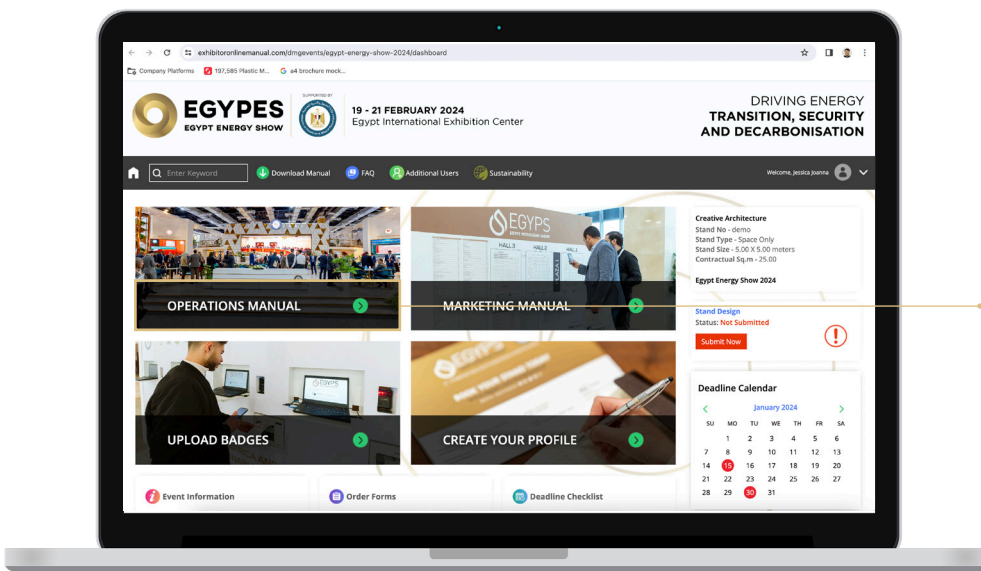 exhibitoronlinemanual.com/dmgevents/egypt-energy-show-2024/dashboard
Company Platforms
197,585 Plastic M...
G a4 brochure mock...
EGYPES
EGYPT ENERGY SHOW
SUPPORTED BY
19 - 21 FEBRUARY 2024
Egypt International Exhibition Center
DRIVING ENERGY
TRANSITION, SECURITY
AND DECARBONISATION
Enter Keyword
Download Manual
FAQ
Additional Users
Sustainability
Welcome, Jessica Joanna
EGYPS
HALL3
HALL2
HALL1
PLAZA 1
OPERATIONS MANUAL
MARKETING MANUAL
Creative Architecture
Stand No - demo
Stand Type - Space Only
Stand Size - 5.00 X 5.00 meters
Contractual Sq.m - 25.00
Egypt Energy Show 2024
Stand Design
Status: Not Submitted
Submit Now
EGYPS
UPLOAD BADGES
CREATE YOUR PROFILE
Deadline Calendar
January 2024
SU MO TU WE TH FR SA
1 2 3 4 5 6
7 8 9 10 11 12 13
14 15 16 17 18 19 20
21 22 23 24 25 26 27
28 29 30 31
Event Information
Order Forms
Deadline Checklist